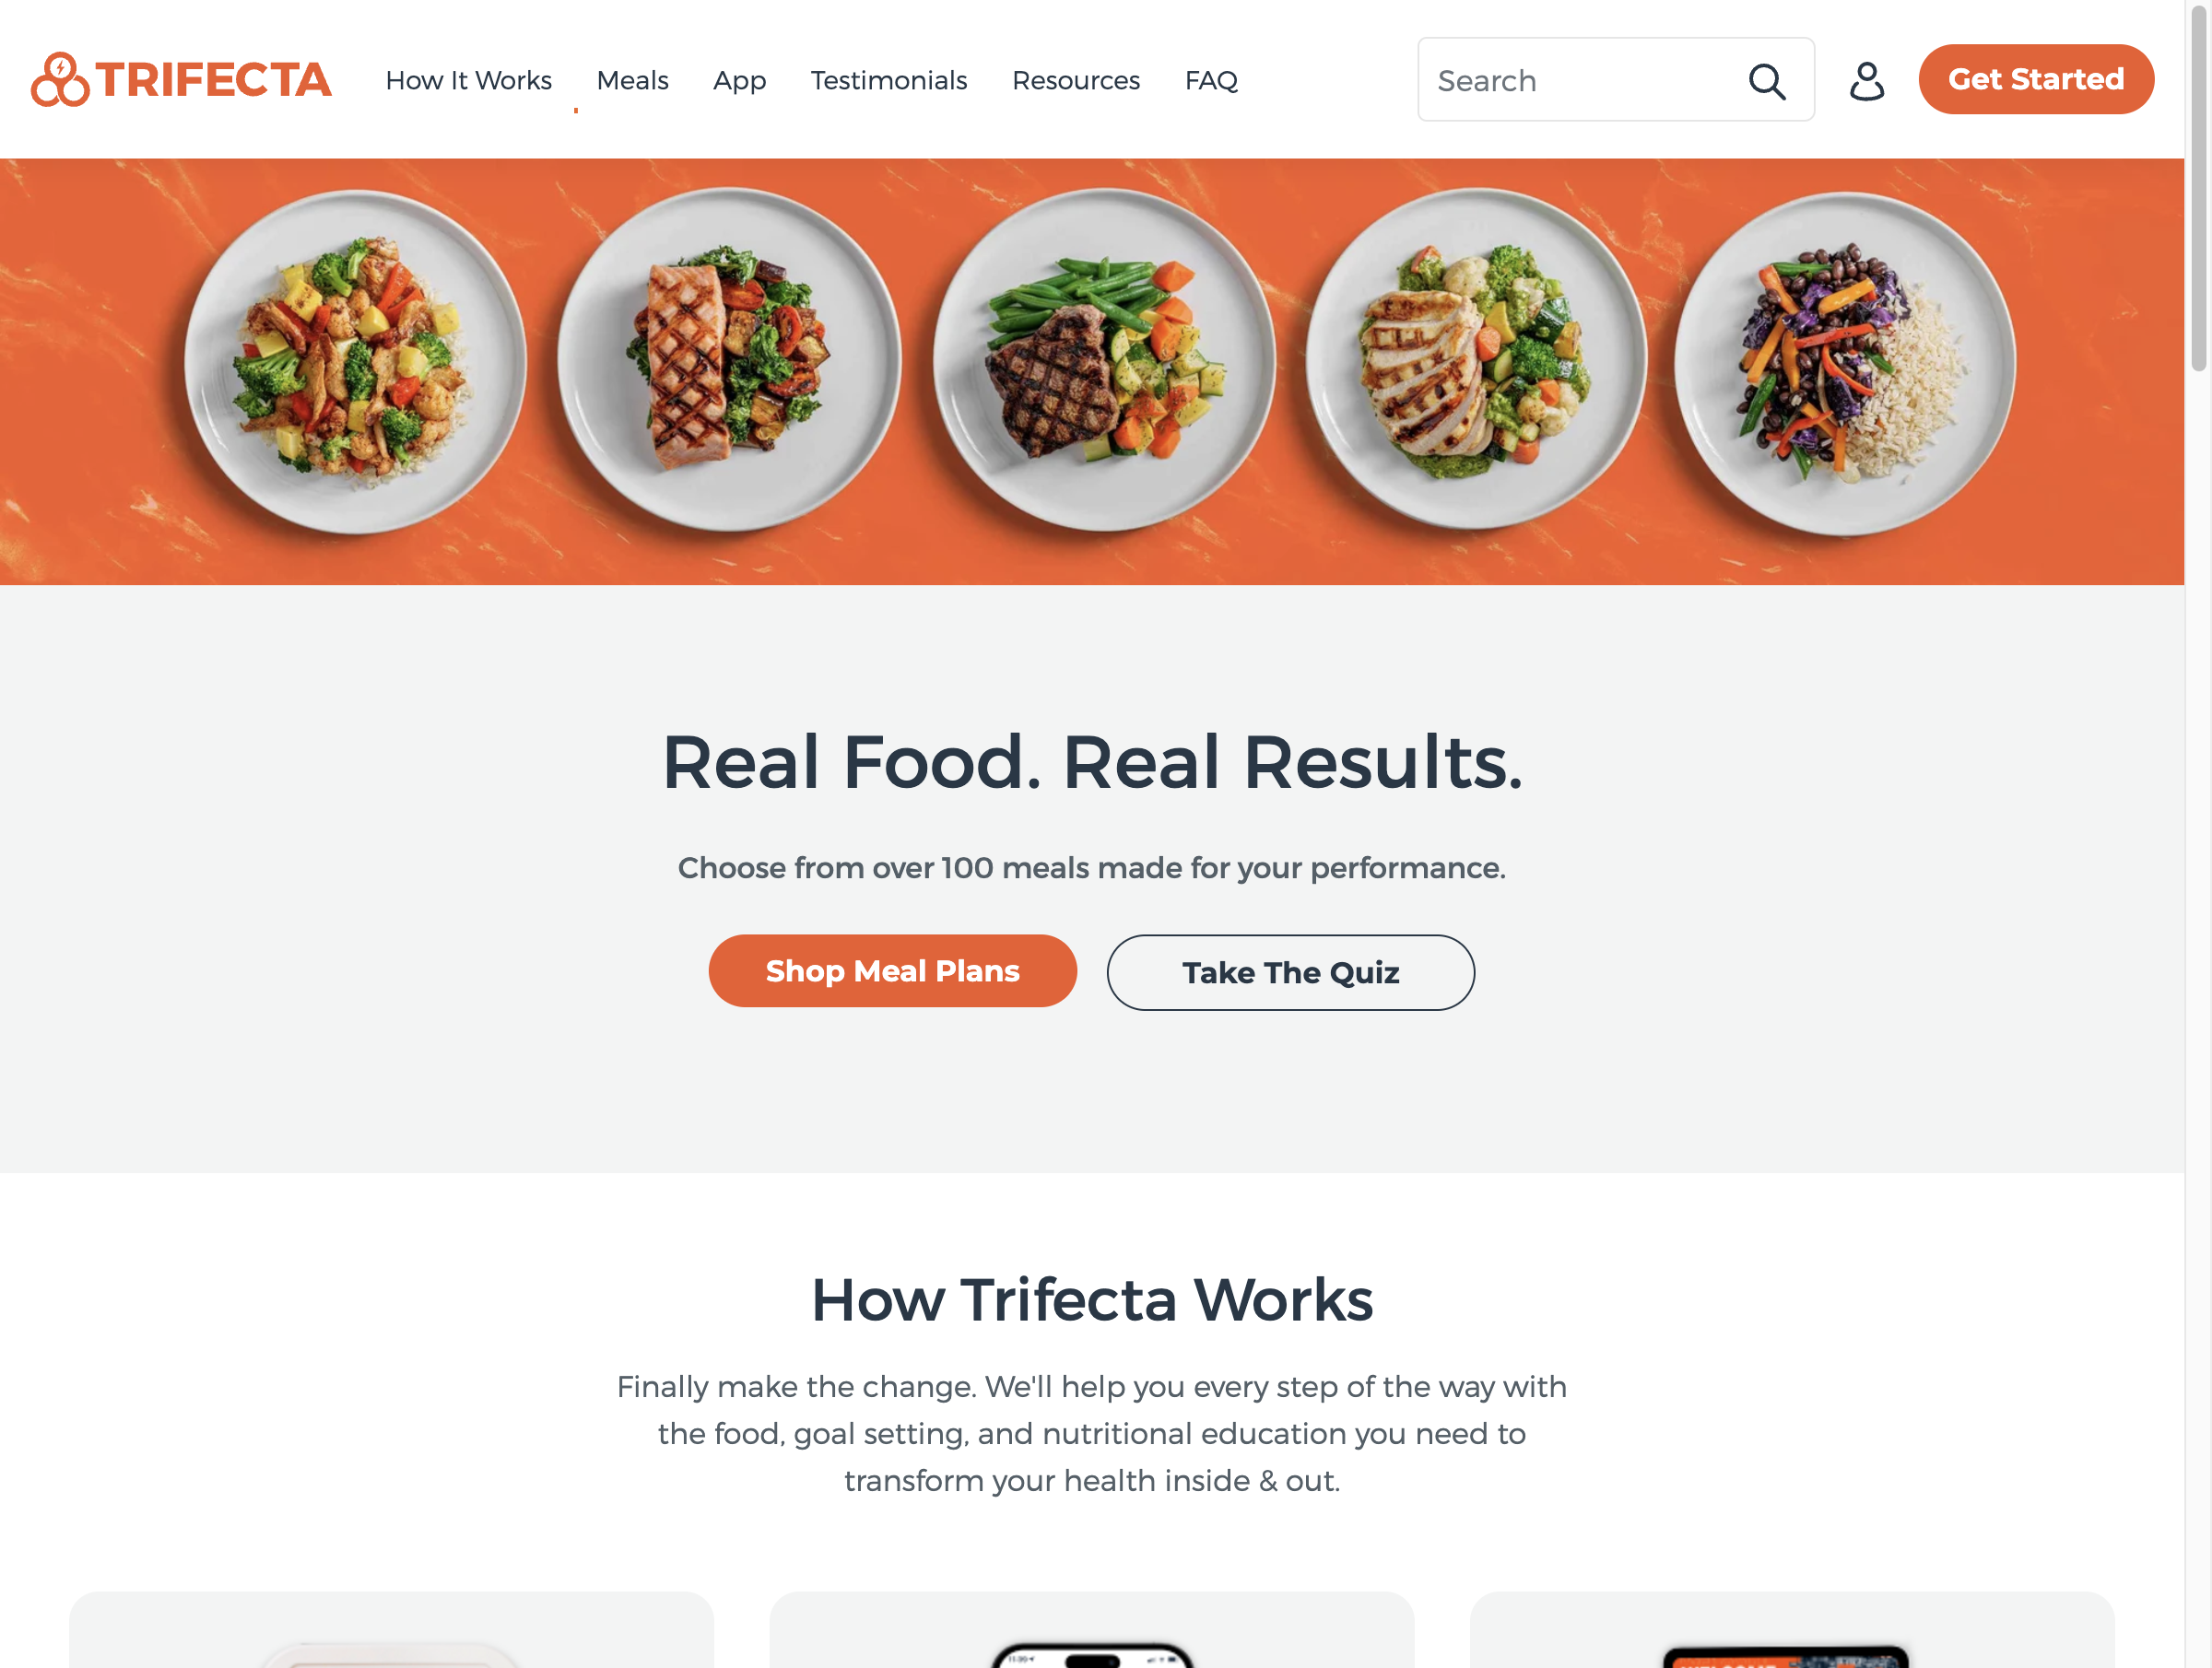 TRIFECTA
How It Works
Meals
App
Testimonials
Resources
FAQ
Search
Get Started
Real Food. Real Results.
Choose from over 100 meals made for your performance.
Shop Meal Plans
Take The Quiz
How Trifecta Works
Finally make the change. We'll help you every step of the way with
the food, goal setting, and nutritional education you need to
transform your health inside & out.
11:39